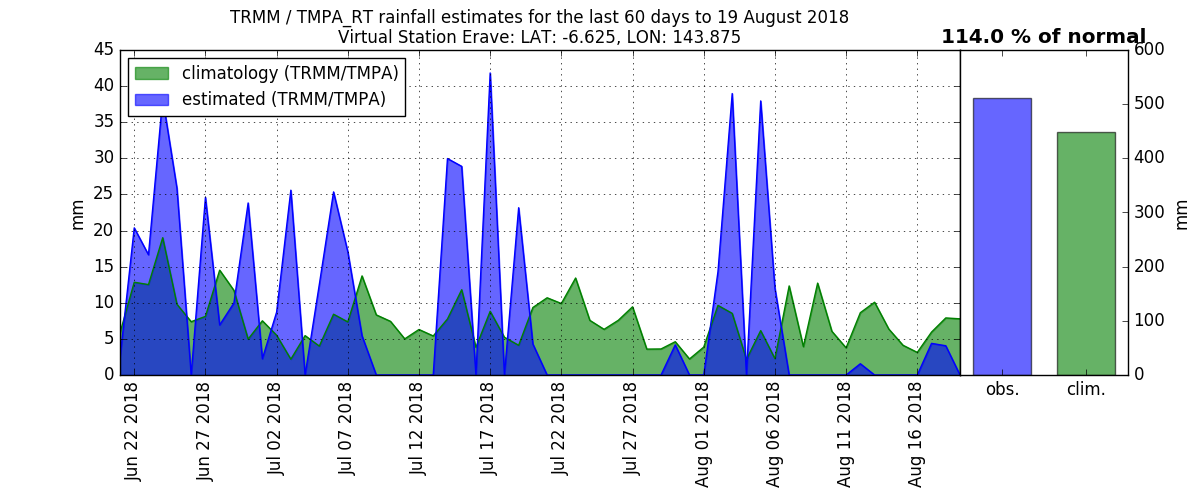 TRMM / TMPA_RT rainfall estimates for the last 60 days to 19 August 2018
Virtual Station Erave: LAT: -6.625, LON: 143.875
114.0 % of normal
climatology (TRMM/TMPA)
estimated (TRMM/TMPA)
mm
45
40
35
30
25
20
15
10
5
0
Jun 22 2018
Jun 27 2018
Jul 02 2018
Jul 07 2018
Jul 12 2018
Jul 17 2018
Jul 22 2018
Jul 27 2018
Aug 01 2018
Aug 06 2018
Aug 11 2018
Aug 16 2018
obs.
clim.
600
500
400
300
200
100
0
mm